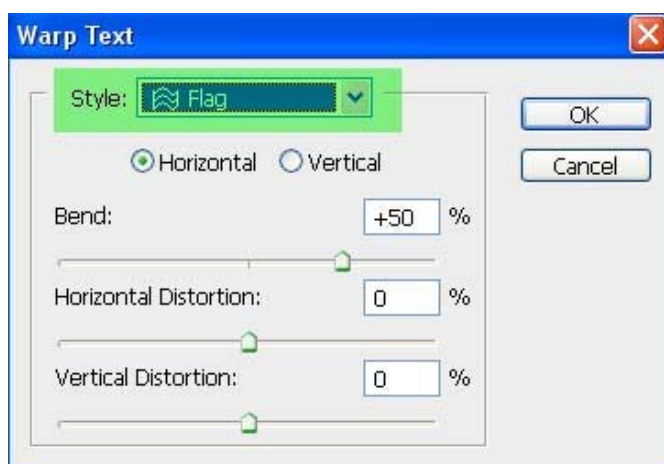 Warp Text
Style: Flag
OK
Horizontal Vertical
Cancel
Bend: +50 %
Horizontal Distortion: 0 %
Vertical Distortion: 0 %